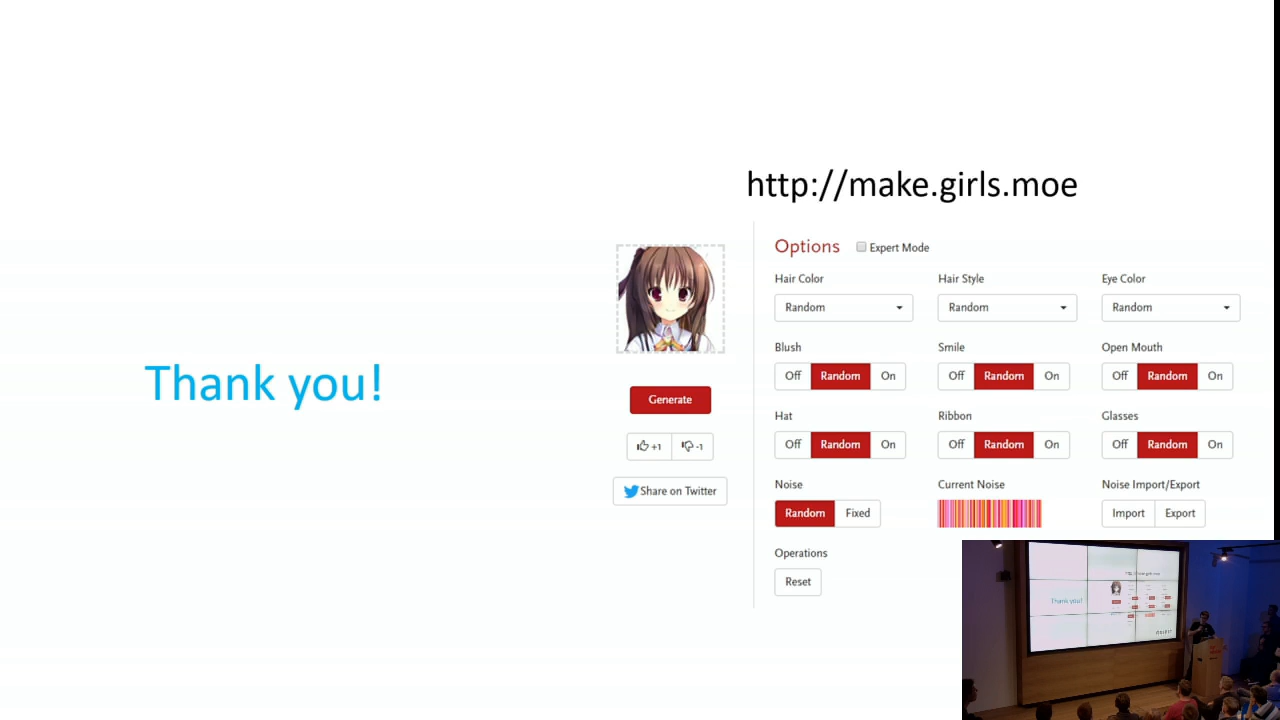 http://make.girls.moe
Thank you!
Generate
+1 -1
Share on Twitter
Options Expert Mode
Hair Color Hair Style Eye Color
Random Random Random
Blush Smile Open Mouth
Off Random On Off Random On Off Random On
Hat Ribbon Glasses
Off Random On Off Random On Off Random On
Noise Current Noise Noise Import/Export
Random Fixed Import Export
Operations
Reset
Thank you!